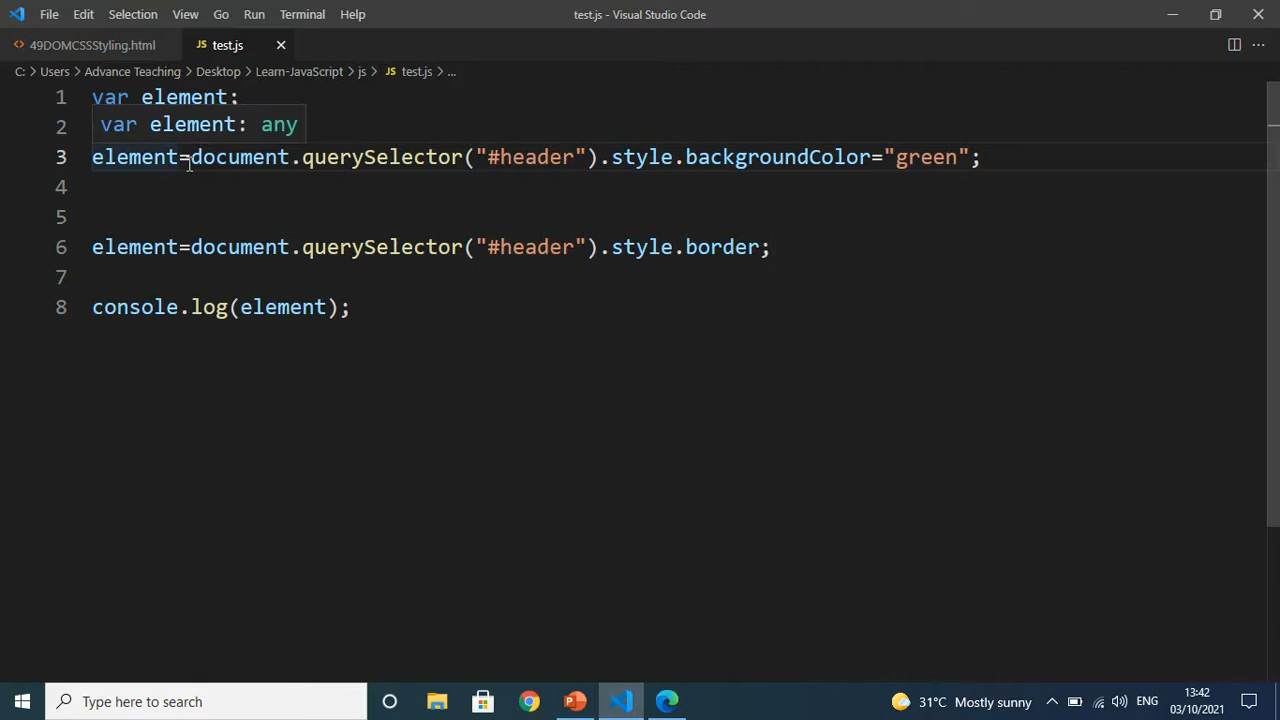 File Edit Selection View Go Run Terminal Help test.js - Visual Studio Code
49DOMCSSStyling.html JS test.js
C: > Users > Advance Teaching > Desktop > Learn-JavaScript > js > JS test.js > ...
1 var element;
var element: any
2
3 element=document.querySelector("#header").style.backgroundColor="green";
4
5
6 element=document.querySelector("#header").style.border;
7
8 console.log(element);
Type here to search 31°C Mostly sunny ENG 13:42
03/10/2021